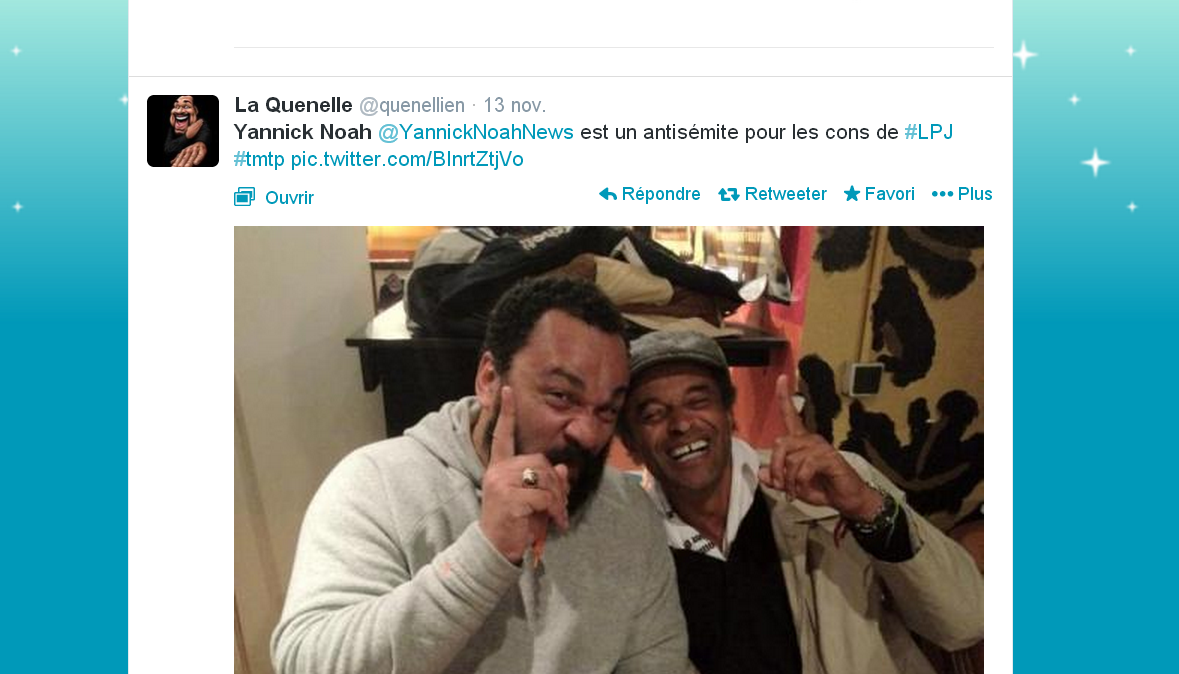 La Quenelle @quenellien · 13 nov.
Yannick Noah @YannickNoahNews est un antisémite pour les cons de #LPJ
#tmtp pic.twitter.com/BInrtZtjVo
Ouvrir
Répondre Retweeter Favori Plus